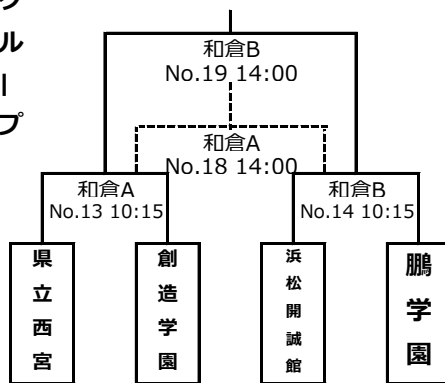 ループ
和倉B
No.19 14:00
和倉A
No.18 14:00
和倉A
No.13 10:15
和倉B
No.14 10:15
県立西宮
創造学園
浜松開誠館
鵬学園